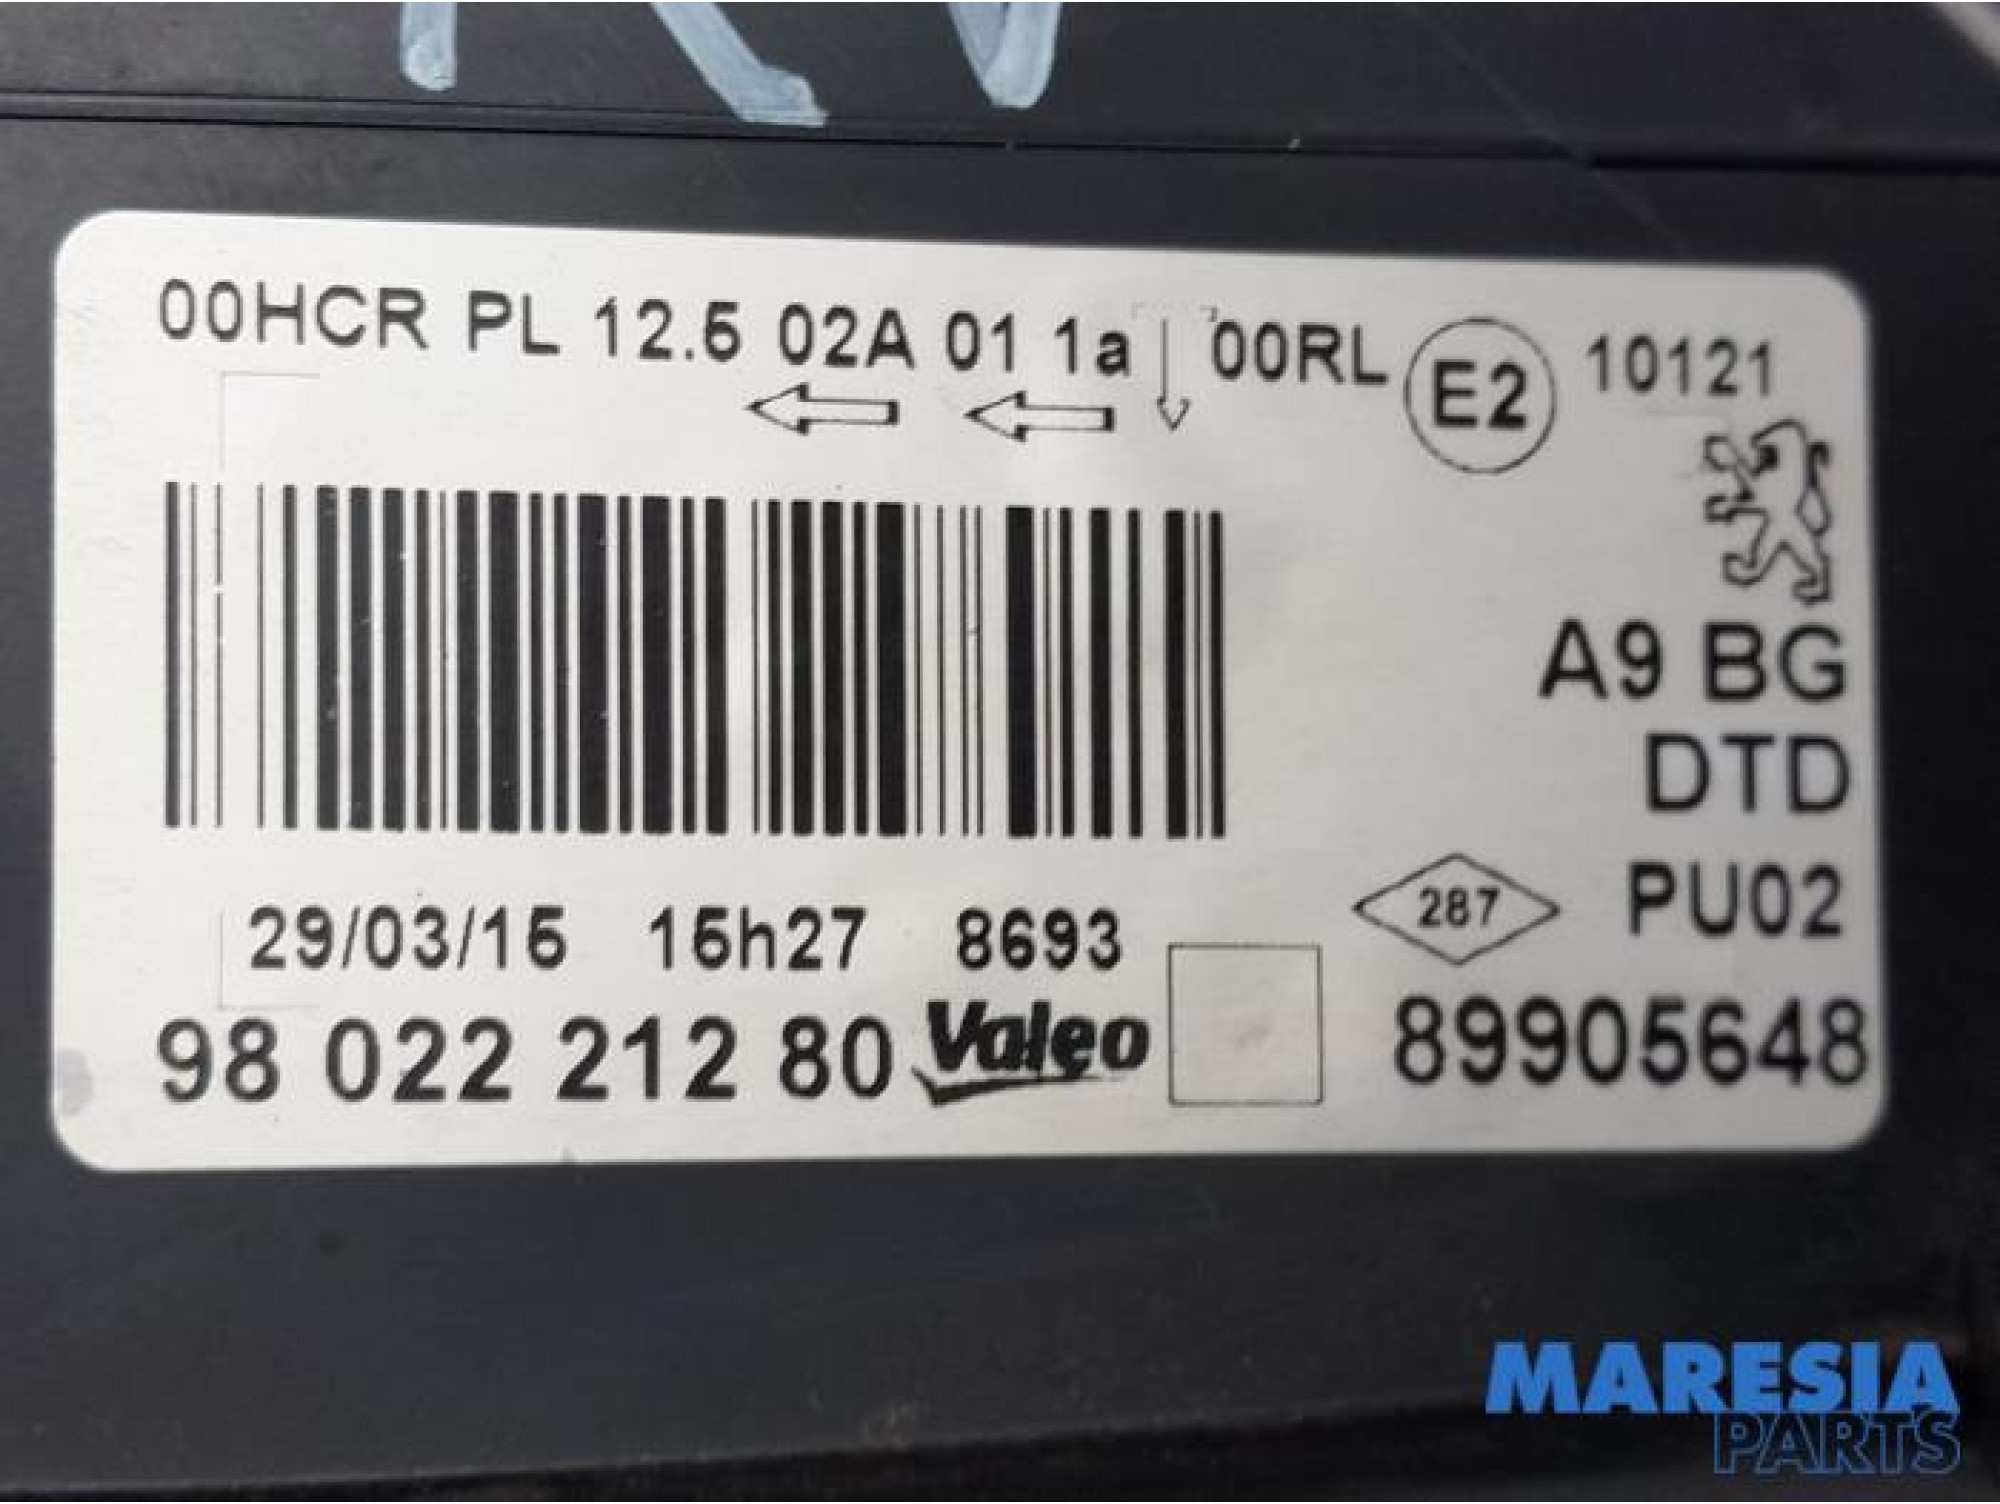 00HCR PL 12.5 02A 01 1a 00RL E2 10121
A9 BG
DTD
287 PU02
29/03/15 15h27 8693
98 022 212 80 Valeo 89905648
MARESIA
PARTS